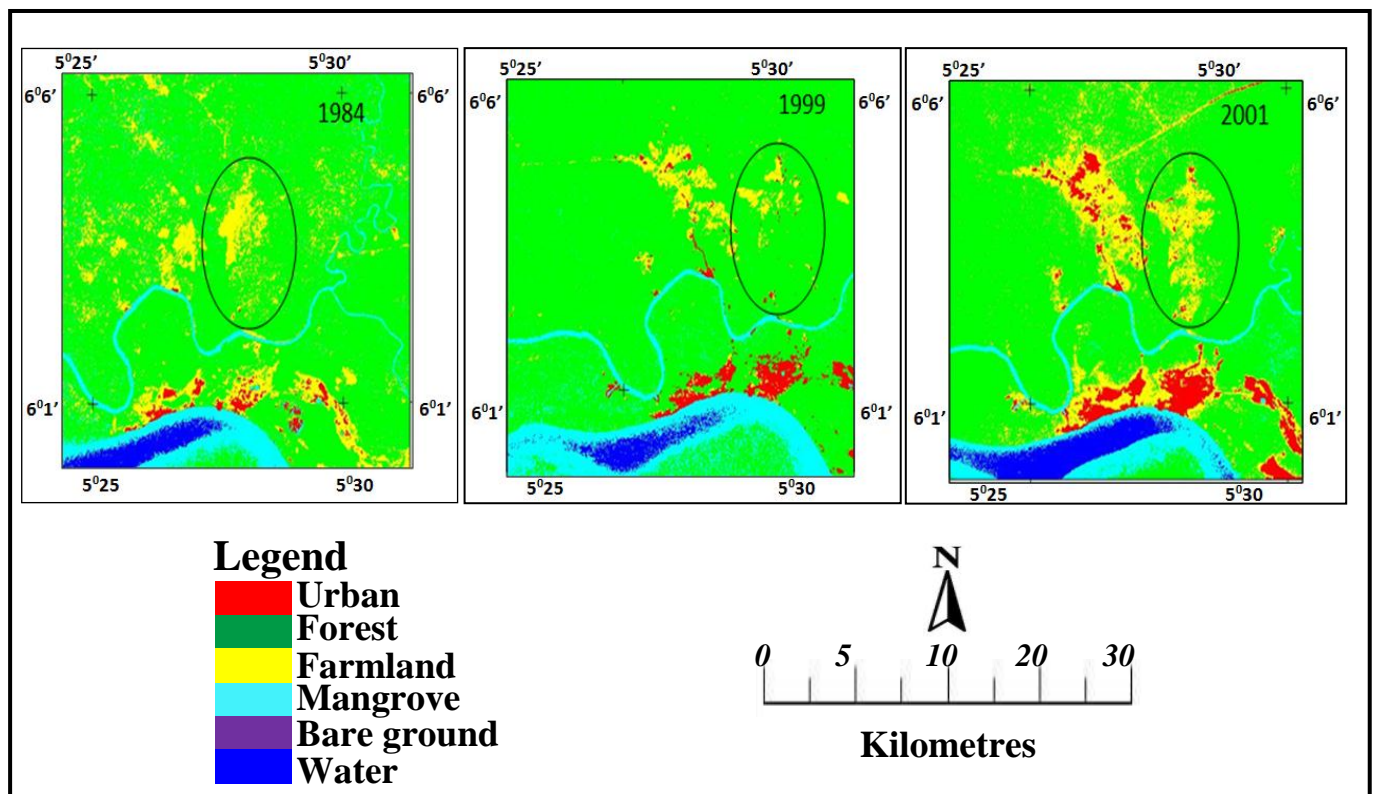 5⁰25’ 5⁰30’
6⁰6’ 1984 6⁰6’
6⁰1’ 6⁰1’
5⁰25 5⁰30
5⁰25’ 5⁰30’
6⁰6’ 1999 6⁰6’
6⁰1’ 6⁰1’
5⁰25’ 5⁰30’
5⁰25’ 5⁰30’
6⁰6’ 2001 6⁰6’
6⁰1’ 6⁰1’
5⁰25 5⁰30
Legend
Urban
Forest
Farmland
Mangrove
Bare ground
Water
N
0 5 10 20 30
Kilometres